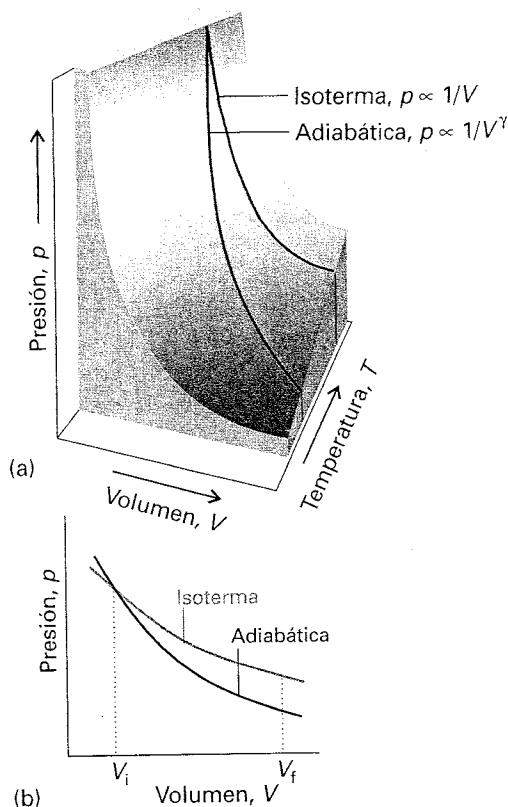 Isoterma, p ∝ 1/V
Adiabática, p ∝ 1/V^γ
Presión, p
Temperatura, T
(a)
Volumen, V
Presión, p
Isoterma
Adiabática
V_i
V_f
(b)
Volumen, V